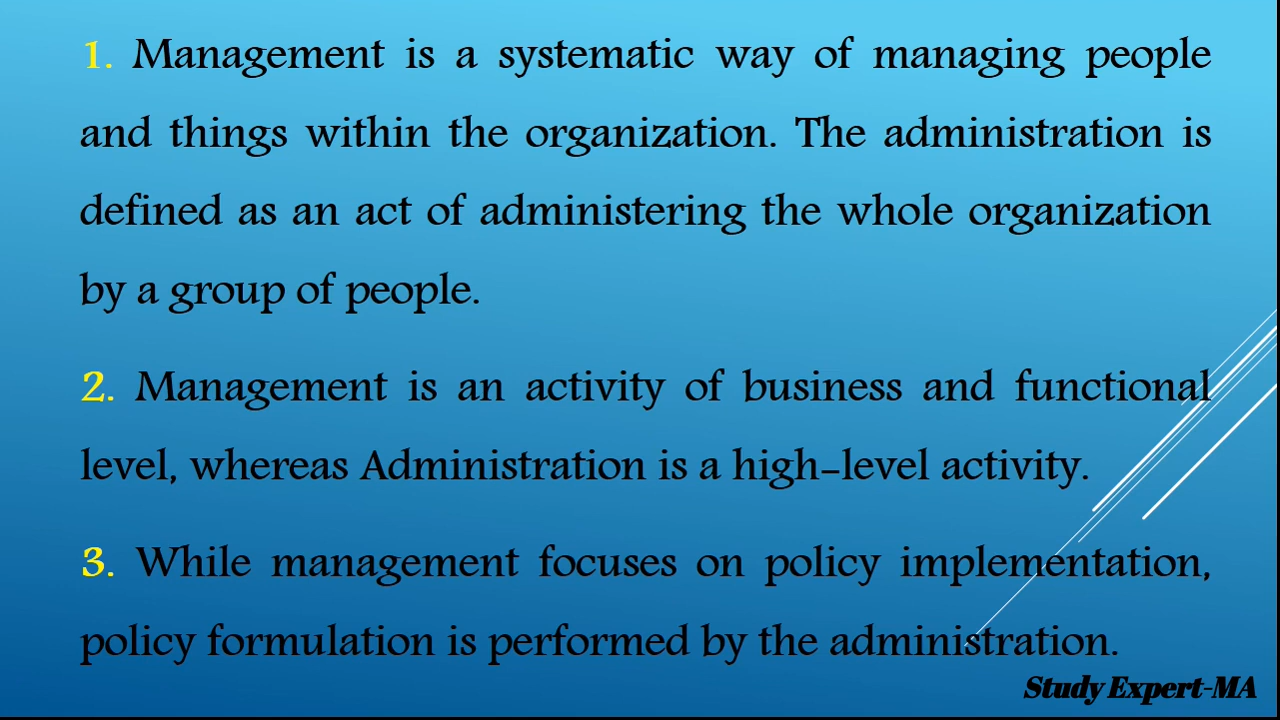 1. Management is a systematic way of managing people
and things within the organization. The administration is
defined as an act of administering the whole organization
by a group of people.
2. Management is an activity of business and functional
level, whereas Administration is a high-level activity.
3. While management focuses on policy implementation,
policy formulation is performed by the administration.
Study Expert-MA